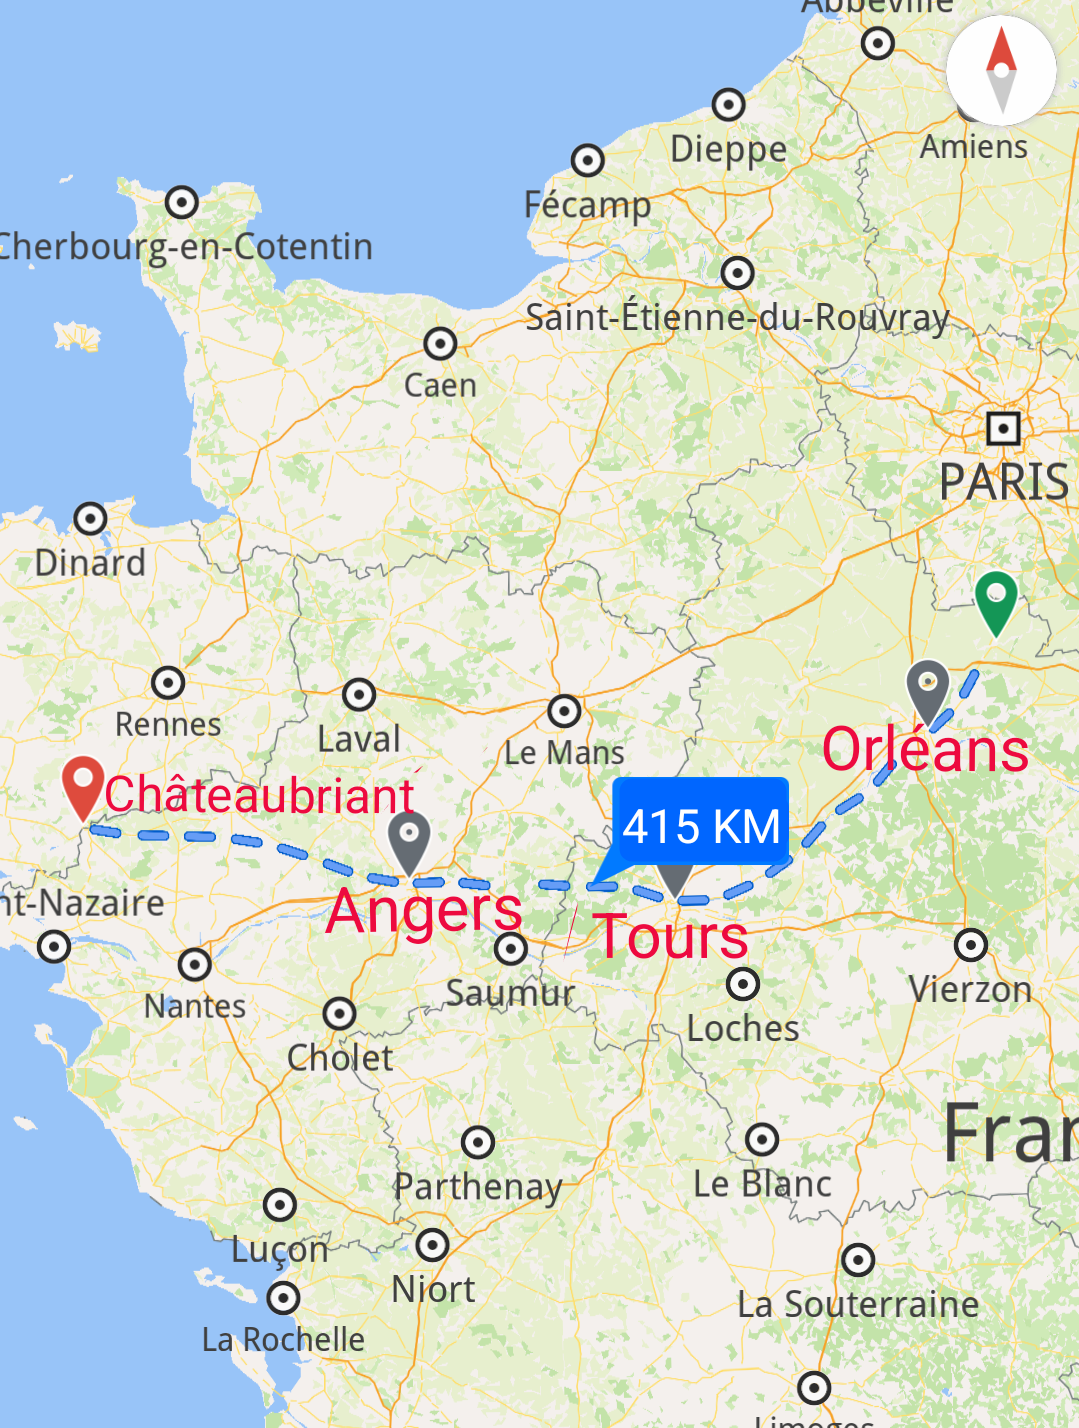 Abbeville
Amiens
Dieppe
Fécamp
Cherbourg-en-Cotentin
Saint-Étienne-du-Rouvray
Caen
PARIS
Dinard
Rennes
Laval
Le Mans
Orléans
Châteaubriant
415 KM
nt-Nazaire
Angers
Tours
Saumur
Vierzon
Nantes
Loches
Cholet
Fran
Parthenay
Le Blanc
Luçon
Niort
La Souterraine
La Rochelle
Limoges